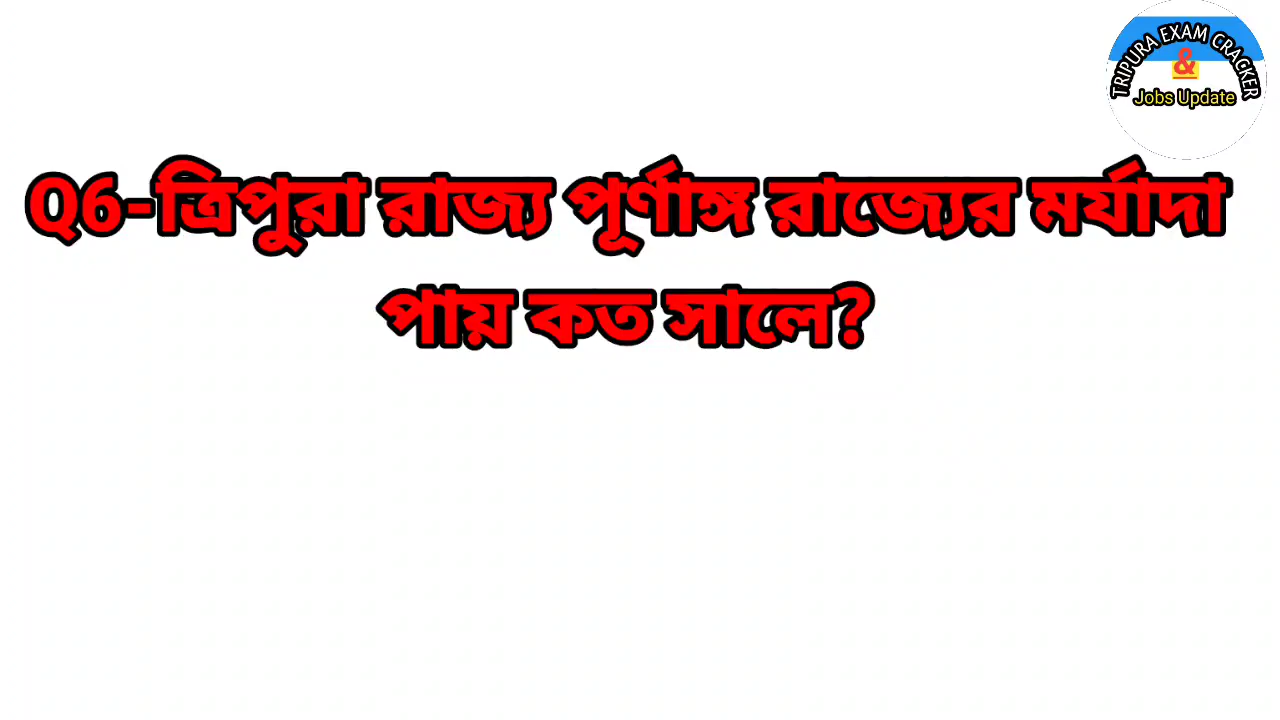 TRIPURA EXAM CRACKER
&
Jobs Update
Q6-ত্রিপুরা রাজ্য পূর্ণাঙ্গ রাজ্যের মর্যাদা
পায় কত সালে?